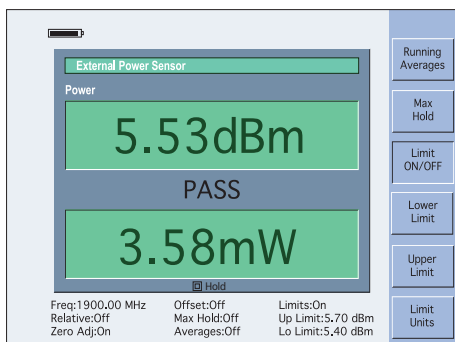 External Power Sensor
Power
5.53dBm
PASS
3.58mW
Hold
Freq:1900.00 MHz Offset:Off Limits:On
Relative:Off Max Hold:Off Up Limit:5.70 dBm
Zero Adj:On Averages:Off Lo Limit:5.40 dBm
Running
Averages
Max
Hold
Limit
ON/OFF
Lower
Limit
Upper
Limit
Limit
Units